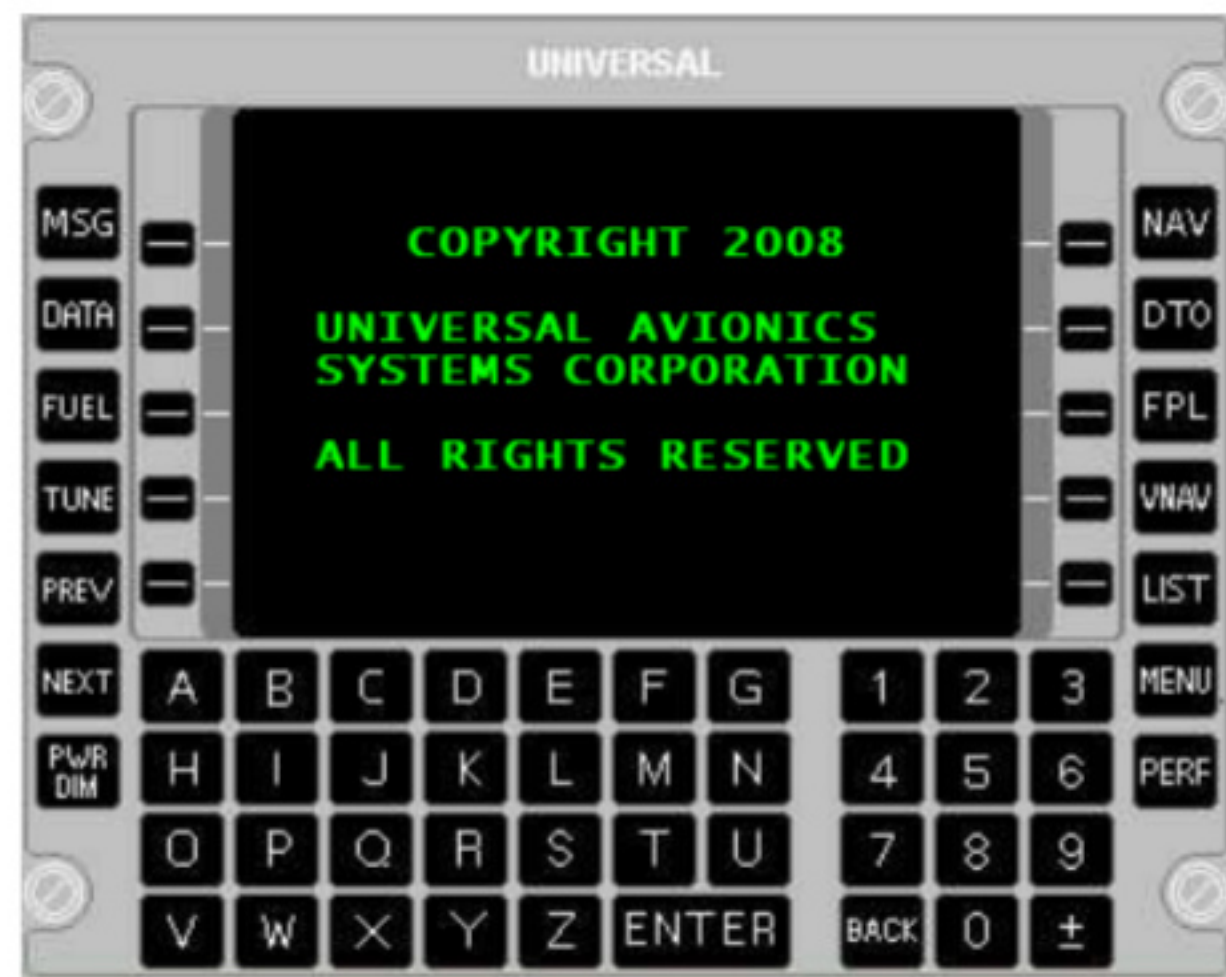 UNIVERSAL
COPYRIGHT 2008
UNIVERSAL AVIONICS
SYSTEMS CORPORATION
ALL RIGHTS RESERVED
MSG
DATA
FUEL
TUNE
PREV
NEXT
PWR
DIM
NAV
DTO
FPL
VNAV
LIST
MENU
PERF
A B C D E F G 1 2 3
H I J K L M N 4 5 6
O P Q R S T U 7 8 9
V W X Y Z ENTER BACK 0 ±